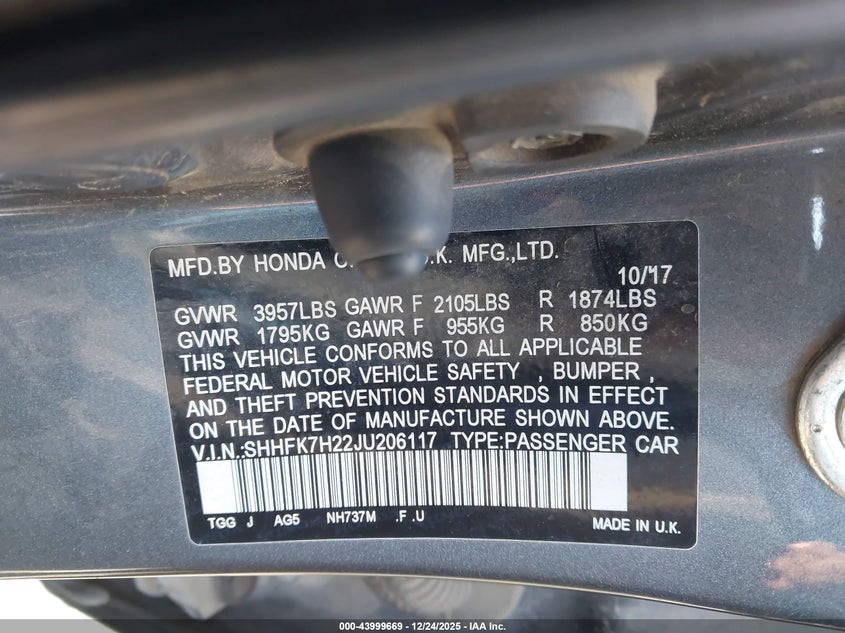 MFD.BY HONDA .K. MFG.,LTD.
10/17
GVWR 3957LBS GAWR F 2105LBS R 1874LBS
GVWR 1795KG GAWR F 955KG R 850KG
THIS VEHICLE CONFORMS TO ALL APPLICABLE
FEDERAL MOTOR VEHICLE SAFETY , BUMPER ,
AND THEFT PREVENTION STANDARDS IN EFFECT
ON THE DATE OF MANUFACTURE SHOWN ABOVE.
V.I.N.:SHHFK7H22JU206117 TYPE:PASSENGER CAR
TGG J AG5 NH737M .F .U MADE IN U.K.
000-43999669 - 12/24/2025 - IAA Inc.